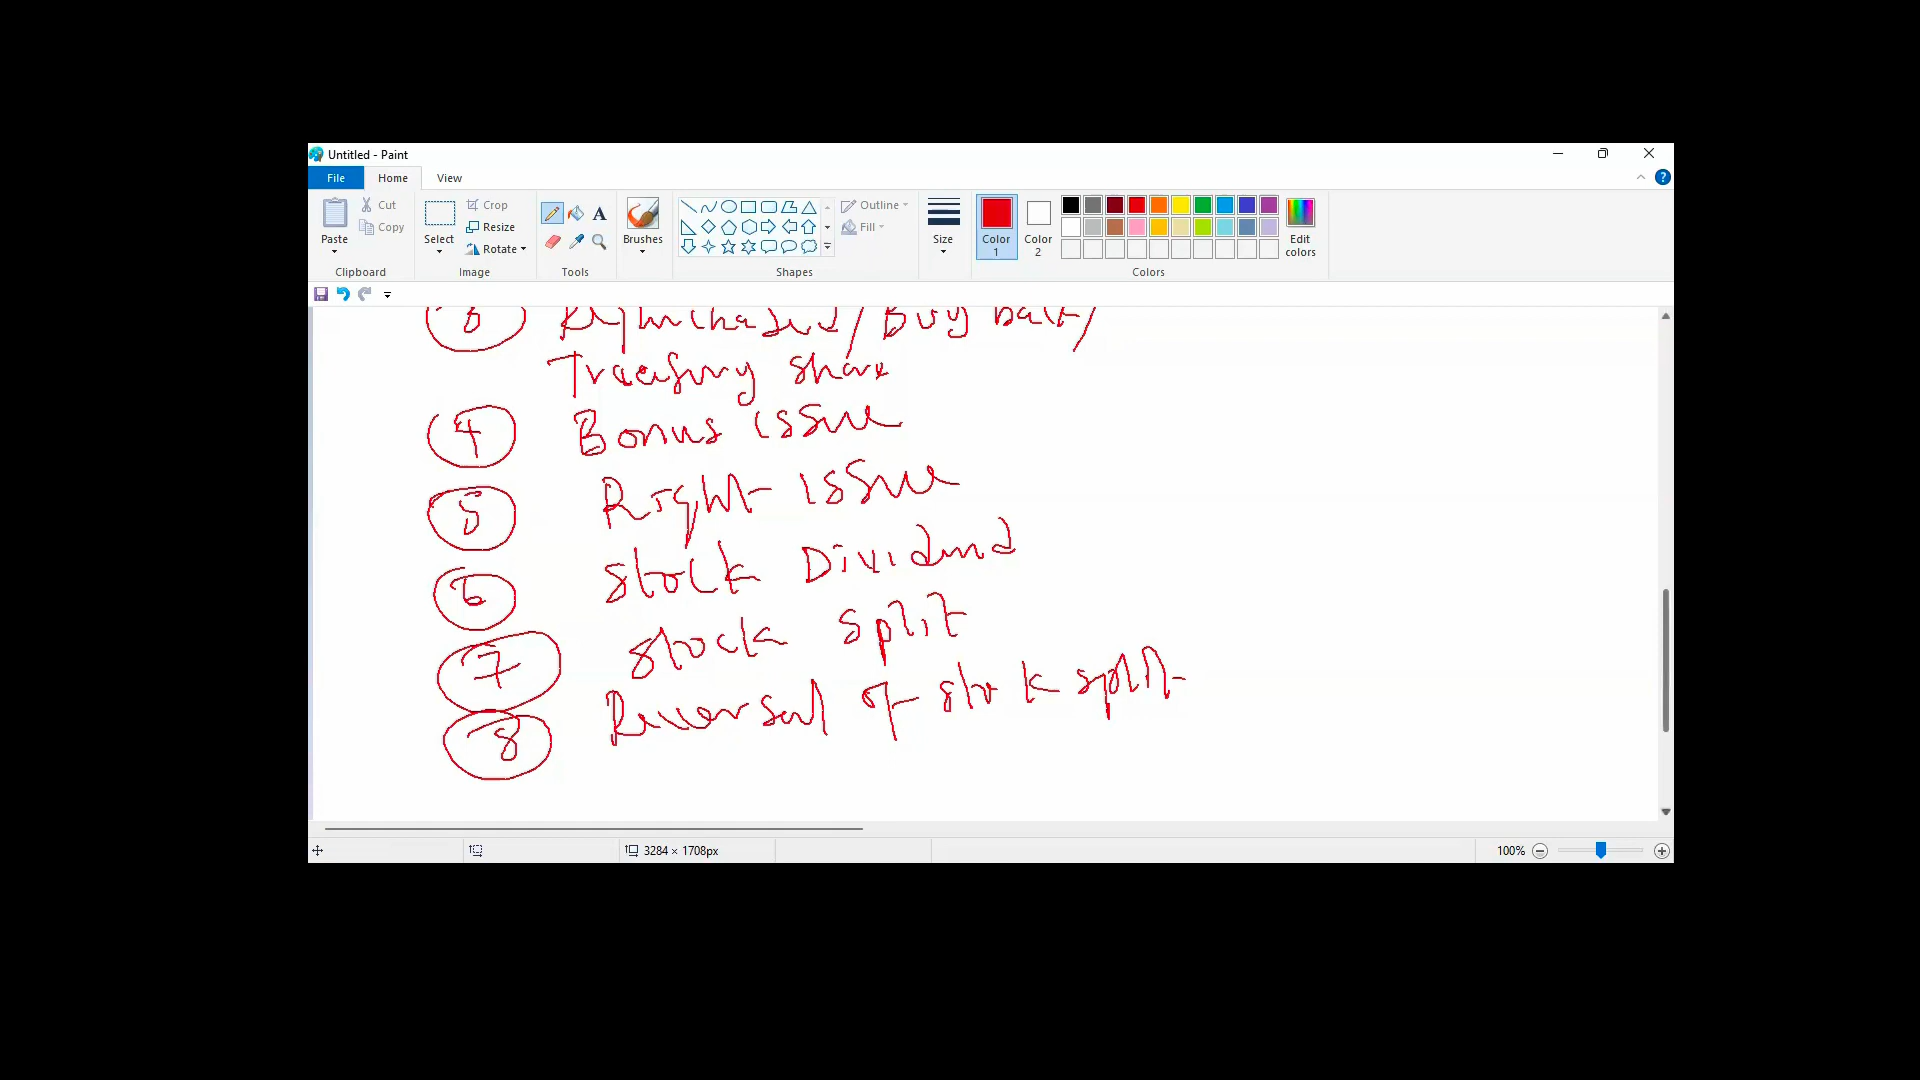 Untitled - Paint
File Home View
Paste Cut Copy Clipboard
Select Crop Resize Rotate Image
Tools
Brushes
Shapes Outline Fill
Size
Color 1 Color 2 Edit colors Colors
3 / Buy back /
Treasury share
4 Bonus issue
5 Right issue
6 Stock Dividend
7 Stock split
8 Reversal of stock split
3284 × 1708px 100%